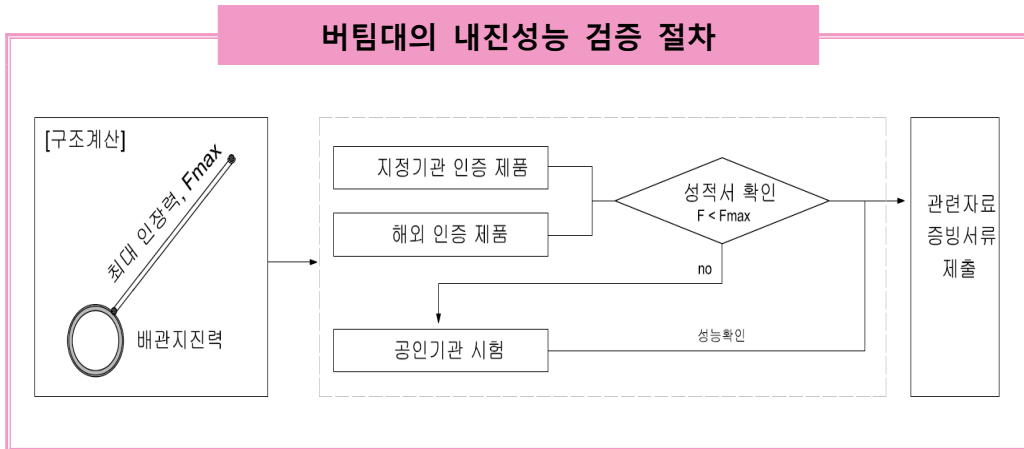 버팀대의 내진성능 검증 절차
[구조계산]
최대 인장력, Fmax
배관지진력
지정기관 인증 제품
해외 인증 제품
성적서 확인
F < Fmax
no
공인기관 시험
성능확인
관련자료
증빙서류
제출